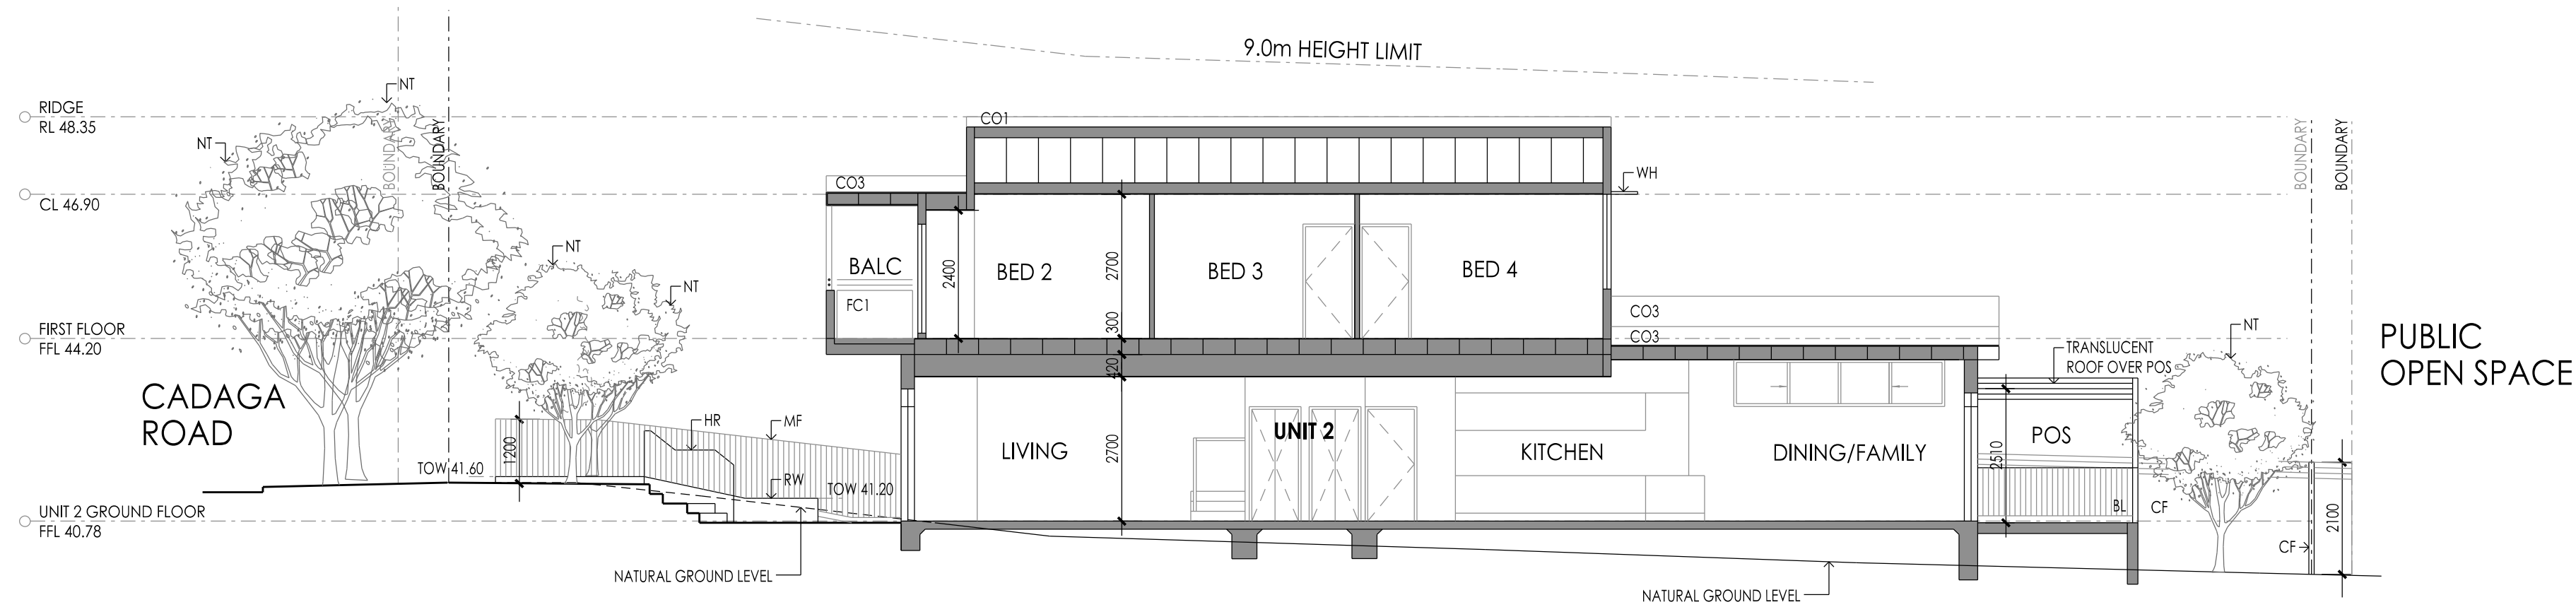 9.0m HEIGHT LIMIT
NT
RIDGE
RL 48.35
NT
BOUNDARY
BOUNDARY
CO1
BOUNDARY
BOUNDARY
CL 46.90
CO3
WH
BALC
2400
BED 2
2700
BED 3
BED 4
NT
NT
FC1
300
CO3
CO3
FIRST FLOOR
FFL 44.20
420
NT
TRANSLUCENT
ROOF OVER POS
PUBLIC
OPEN SPACE
CADAGA
ROAD
1200
HR
MF
TOW 41.60
RW
TOW 41.20
LIVING
2700
UNIT 2
KITCHEN
DINING/FAMILY
2510
POS
BL
CF
2100
CF
UNIT 2 GROUND FLOOR
FFL 40.78
NATURAL GROUND LEVEL
NATURAL GROUND LEVEL